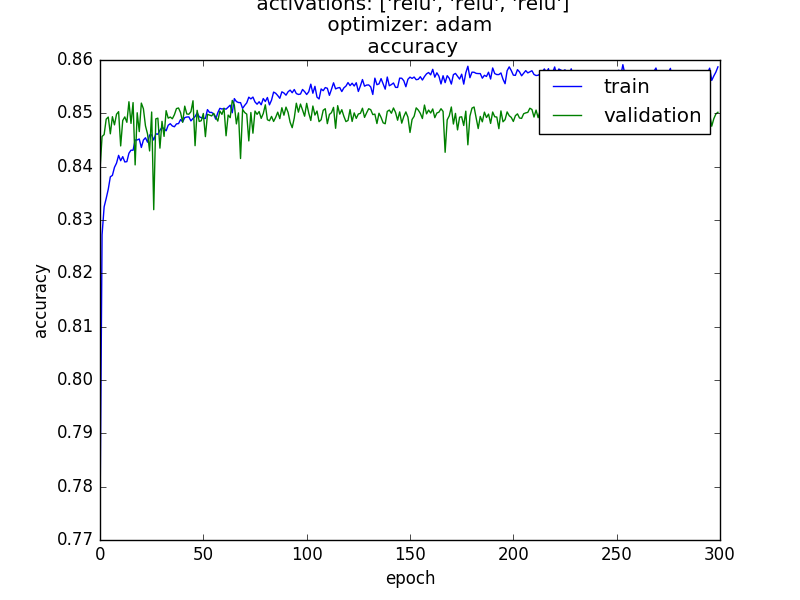 activations: ['relu', 'relu', 'relu']
optimizer: adam
accuracy
0.86
0.85
0.84
0.83
0.82
0.81
0.80
0.79
0.78
0.77
accuracy
train
validation
0 50 100 150 200 250 300
epoch